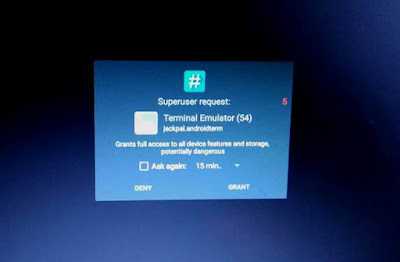 #
Superuser request:
5
Terminal Emulator (54)
jackpal.androidterm
Grants full access to all device features and storage,
potentially dangerous
Ask again: 15 min..
DENY GRANT